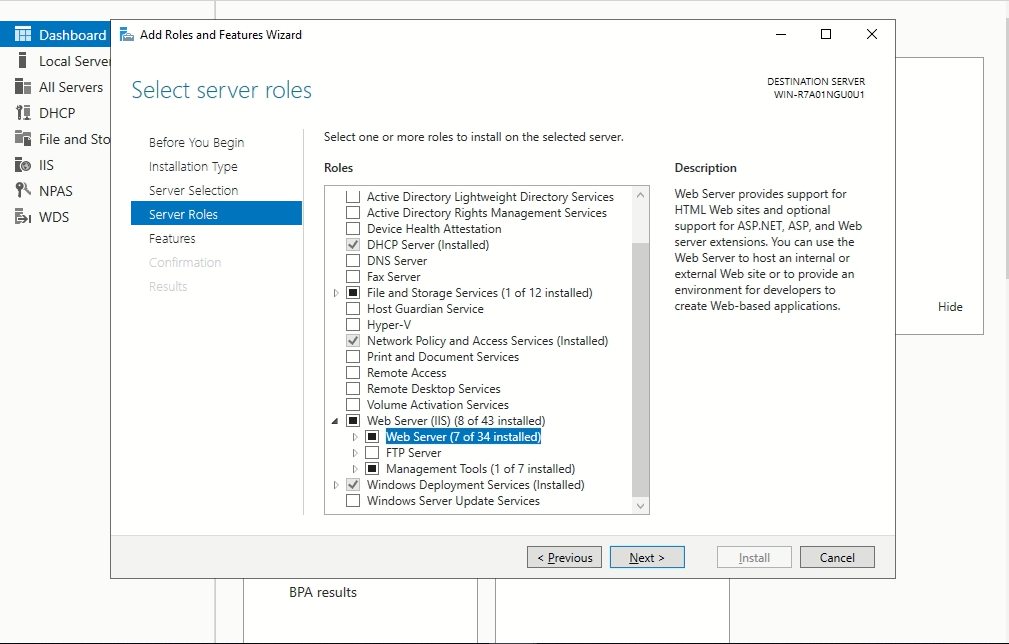 Add Roles and Features Wizard
Dashboard
Local Server
All Servers
DHCP
File and Sto
IIS
NPAS
WDS
Select server roles
DESTINATION SERVER
WIN-R7A01NGU0U1
Before You Begin
Installation Type
Server Selection
Server Roles
Features
Confirmation
Results
Select one or more roles to install on the selected server.
Roles
Active Directory Lightweight Directory Services
Active Directory Rights Management Services
Device Health Attestation
DHCP Server (Installed)
DNS Server
Fax Server
File and Storage Services (1 of 12 installed)
Host Guardian Service
Hyper-V
Network Policy and Access Services (Installed)
Print and Document Services
Remote Access
Remote Desktop Services
Volume Activation Services
Web Server (IIS) (8 of 43 installed)
Web Server (7 of 34 installed)
FTP Server
Management Tools (1 of 7 installed)
Windows Deployment Services (Installed)
Windows Server Update Services
Description
Web Server provides support for
HTML Web sites and optional
support for ASP.NET, ASP, and Web
server extensions. You can use the
Web Server to host an internal or
external Web site or to provide an
environment for developers to
create Web-based applications.
Hide
< Previous
Next >
Install
Cancel
BPA results